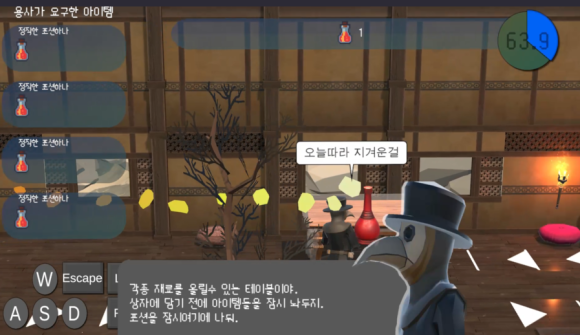 용사가 요구한 아이템
정직한 포션하나
정직한 포션하나
정직한 포션하나
정직한 포션하나
1
63.9
오늘따라 지겨운걸
W
Escape
A
S
D
각종 재료를 올릴수 있는 테이블이야.
상자에 담기 전에 아이템들을 잠시 놔두지.
포션을 잠시여기에 나둬.